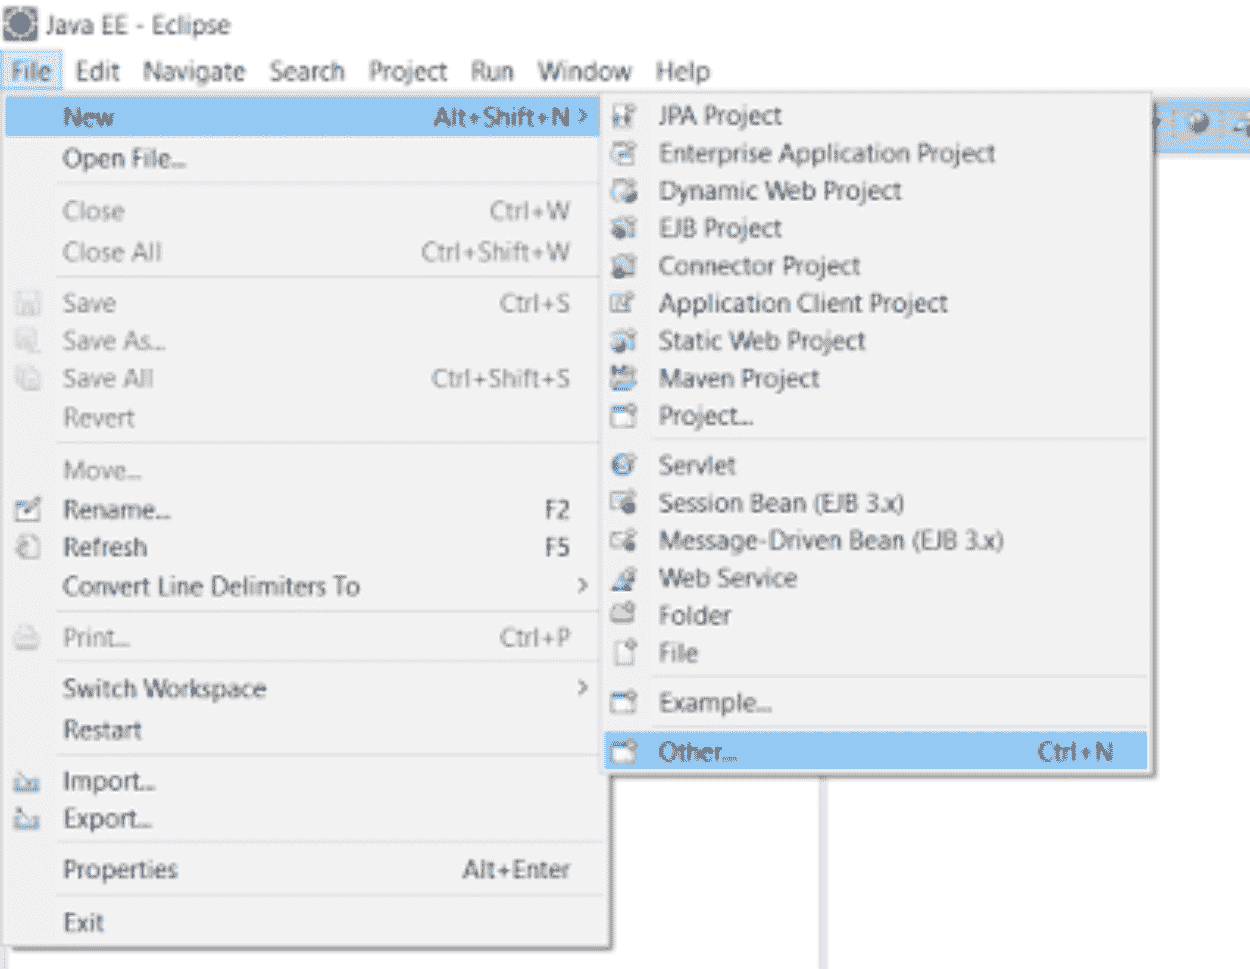 Java EE - Eclipse
File Edit Navigate Search Project Run Window Help
New Alt+Shift+N >
Open File...
Close Ctrl+W
Close All Ctrl+Shift+W
Save Ctrl+S
Save As...
Save All Ctrl+Shift+S
Revert
Move...
Rename... F2
Refresh F5
Convert Line Delimiters To >
Print... Ctrl+P
Switch Workspace >
Restart
Import...
Export...
Properties Alt+Enter
Exit
JPA Project
Enterprise Application Project
Dynamic Web Project
EJB Project
Connector Project
Application Client Project
Static Web Project
Maven Project
Project...
Servlet
Session Bean (EJB 3.x)
Message-Driven Bean (EJB 3.x)
Web Service
Folder
File
Example...
Other... Ctrl+N